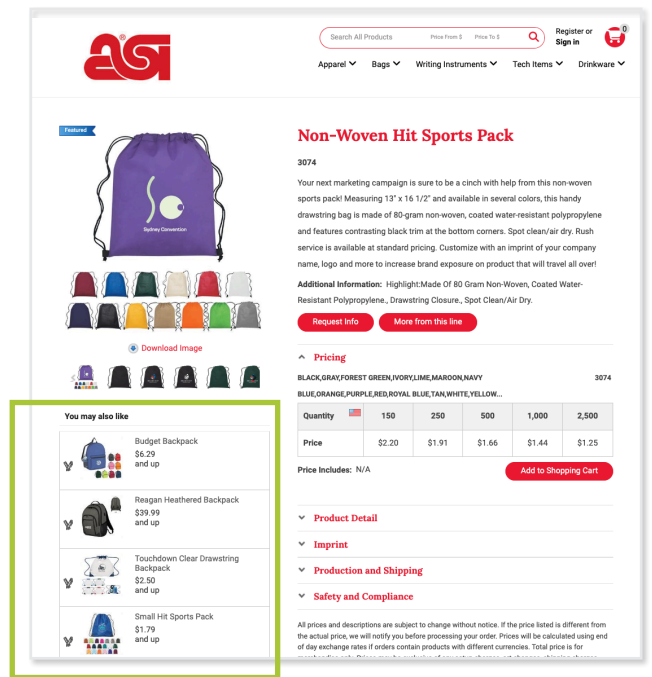 asi
Search All Products Price From $ Price To $
Register or
Sign in
0
Apparel Bags Writing Instruments Tech Items Drinkware
Featured
Sydney Convention
Download Image
You may also like
Budget Backpack
$6.29
and up
Reagan Heathered Backpack
$39.99
and up
Touchdown Clear Drawstring
Backpack
$2.50
and up
Small Hit Sports Pack
$1.79
and up
Non-Woven Hit Sports Pack
3074
Your next marketing campaign is sure to be a cinch with help from this non-woven
sports pack! Measuring 13" x 16 1/2" and available in several colors, this handy
drawstring bag is made of 80-gram non-woven, coated water-resistant polypropylene
and features contrasting black trim at the bottom corners. Spot clean/air dry. Rush
service is available at standard pricing. Customize with an imprint of your company
name, logo and more to increase brand exposure on product that will travel all over!
Additional Information: Highlight:Made Of 80 Gram Non-Woven, Coated Water-
Resistant Polypropylene., Drawstring Closure., Spot Clean/Air Dry.
Request Info More from this line
Pricing
BLACK,GRAY,FOREST GREEN,IVORY,LIME,MAROON,NAVY 3074
BLUE,ORANGE,PURPLE,RED,ROYAL BLUE,TAN,WHITE,YELLOW...
Quantity 150 250 500 1,000 2,500
Price $2.20 $1.91 $1.66 $1.44 $1.25
Price Includes: N/A Add to Shopping Cart
Product Detail
Imprint
Production and Shipping
Safety and Compliance
All prices and descriptions are subject to change without notice. If the price listed is different from
the actual price, we will notify you before processing your order. Prices will be calculated using end
of day exchange rates if orders contain products with different currencies. Total price is for